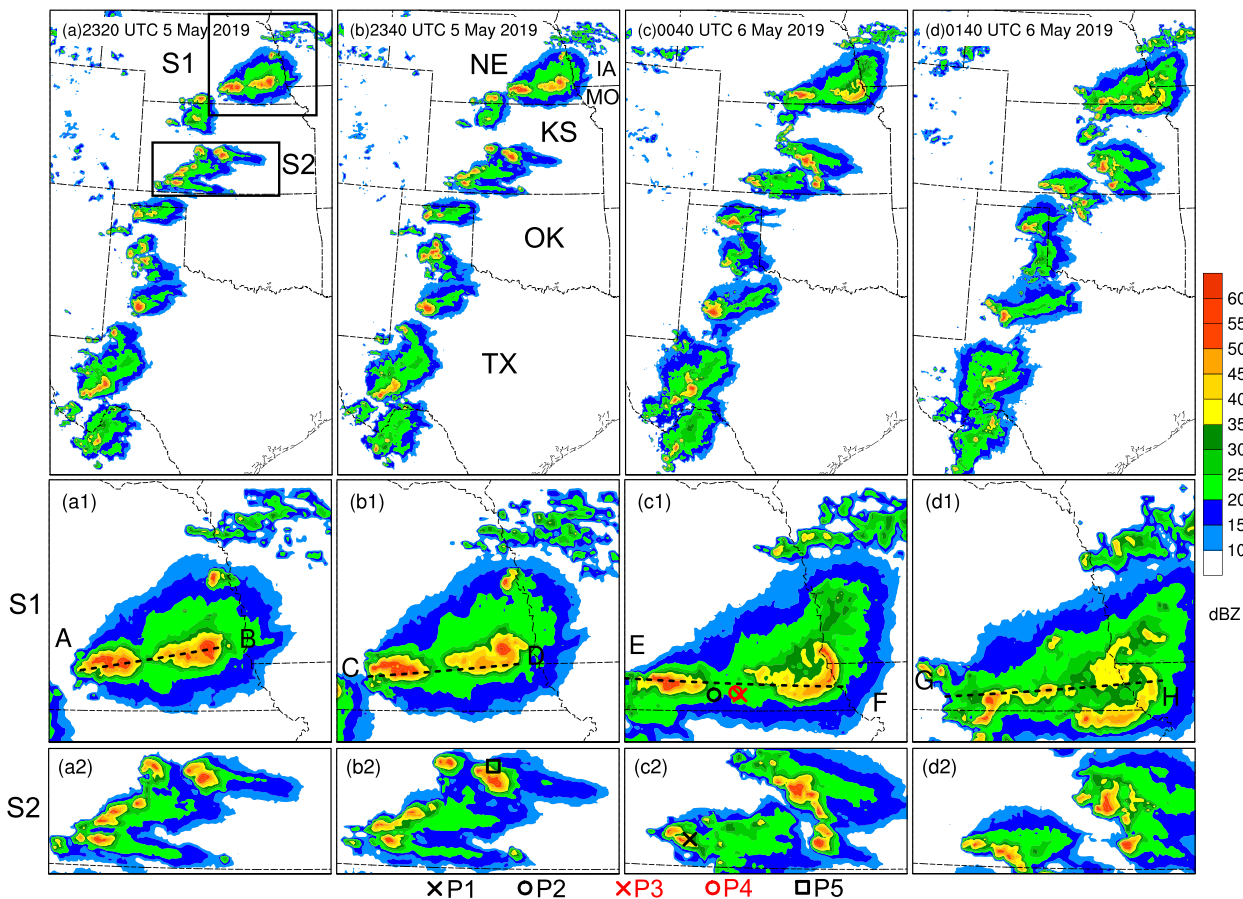 (a)2320 UTC 5 May 2019
(b)2340 UTC 5 May 2019
(c)0040 UTC 6 May 2019
(d)0140 UTC 6 May 2019
S1
NE
IA
MO
KS
S2
OK
TX
60
55
50
45
40
35
30
25
20
15
10
dBZ
S1
(a1)
A
B
(b1)
C
D
(c1)
E
F
(d1)
G
H
S2
(a2)
(b2)
(c2)
(d2)
P1
P2
P3
P4
P5